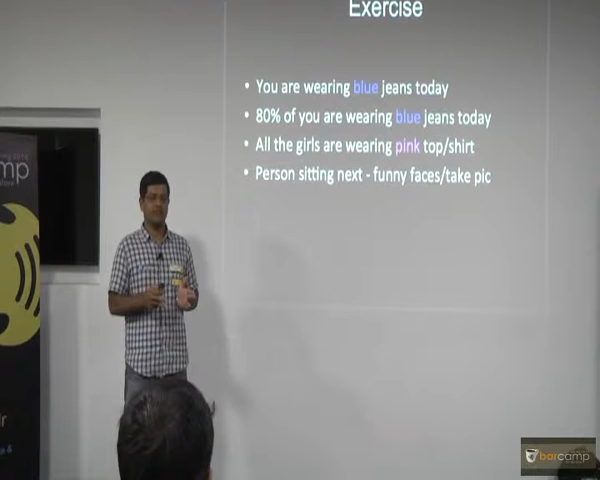 Exercise
• You are wearing blue jeans today
• 80% of you are wearing blue jeans today
• All the girls are wearing pink top/shirt
• Person sitting next - funny faces/take pic
mp
barcamp